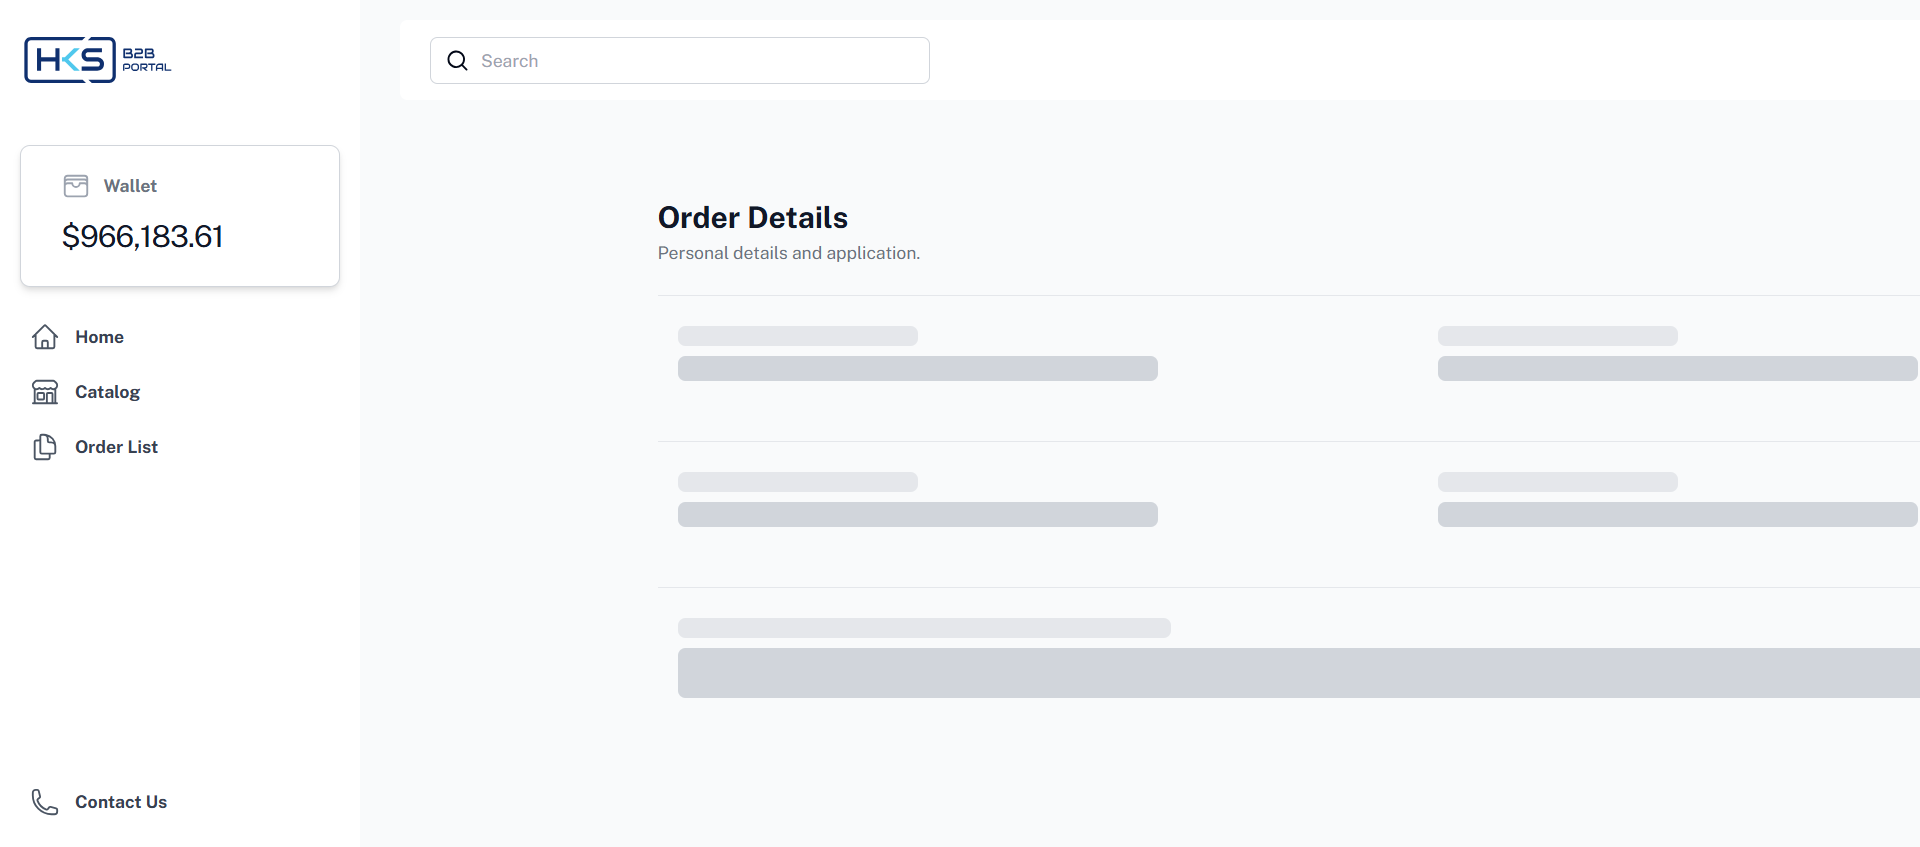 HKS B2B
PORTAL
Search
Wallet
$966,183.61
Home
Catalog
Order List
Order Details
Personal details and application.
Contact Us